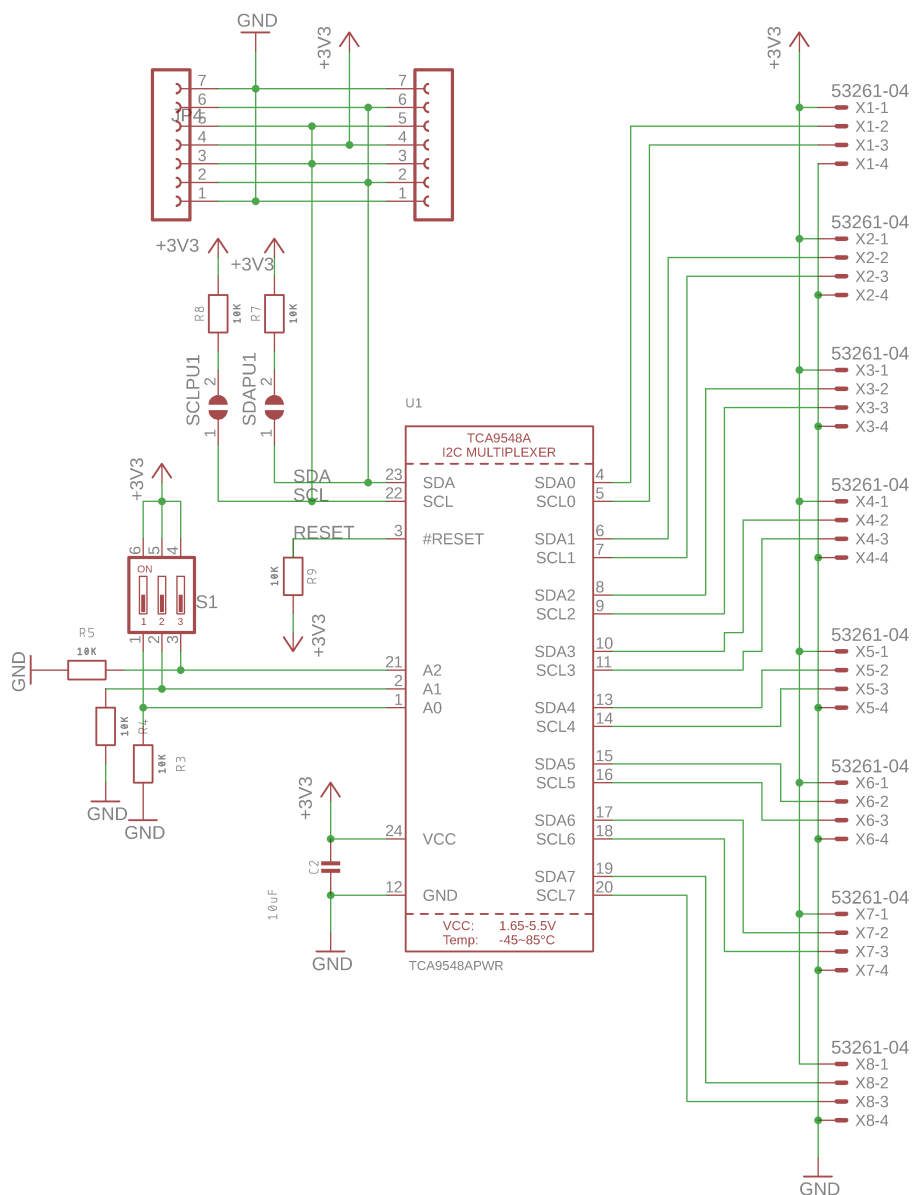 GND
+3V3
7 7
6 6
JP4
5 5
4 4
3 3
2 2
1 1
+3V3
+3V3
R8
10K
R7
10K
SCLPU1
2
1
SDAPU1
2
1
+3V3
6 5 4
ON
1 2 3
S1
1 2 3
SDA
SCL
RESET
10K
R9
+3V3
R5
10K
GND
10K
R4
10K
R3
GND
GND
+3V3
C2
10uF
GND
U1
TCA9548A
I2C MULTIPLEXER
23 SDA SDA0 4
22 SCL SCL0 5
3 #RESET SDA1 6
SCL1 7
SDA2 8
SCL2 9
SDA3 10
21 A2 SCL3 11
2 A1
1 A0 SDA4 13
SCL4 14
SDA5 15
SCL5 16
SDA6 17
24 VCC SCL6 18
SDA7 19
12 GND SCL7 20
VCC: 1.65-5.5V
Temp: -45~85°C
TCA9548APWR
+3V3
53261-04
X1-1
X1-2
X1-3
X1-4
53261-04
X2-1
X2-2
X2-3
X2-4
53261-04
X3-1
X3-2
X3-3
X3-4
53261-04
X4-1
X4-2
X4-3
X4-4
53261-04
X5-1
X5-2
X5-3
X5-4
53261-04
X6-1
X6-2
X6-3
X6-4
53261-04
X7-1
X7-2
X7-3
X7-4
53261-04
X8-1
X8-2
X8-3
X8-4
GND